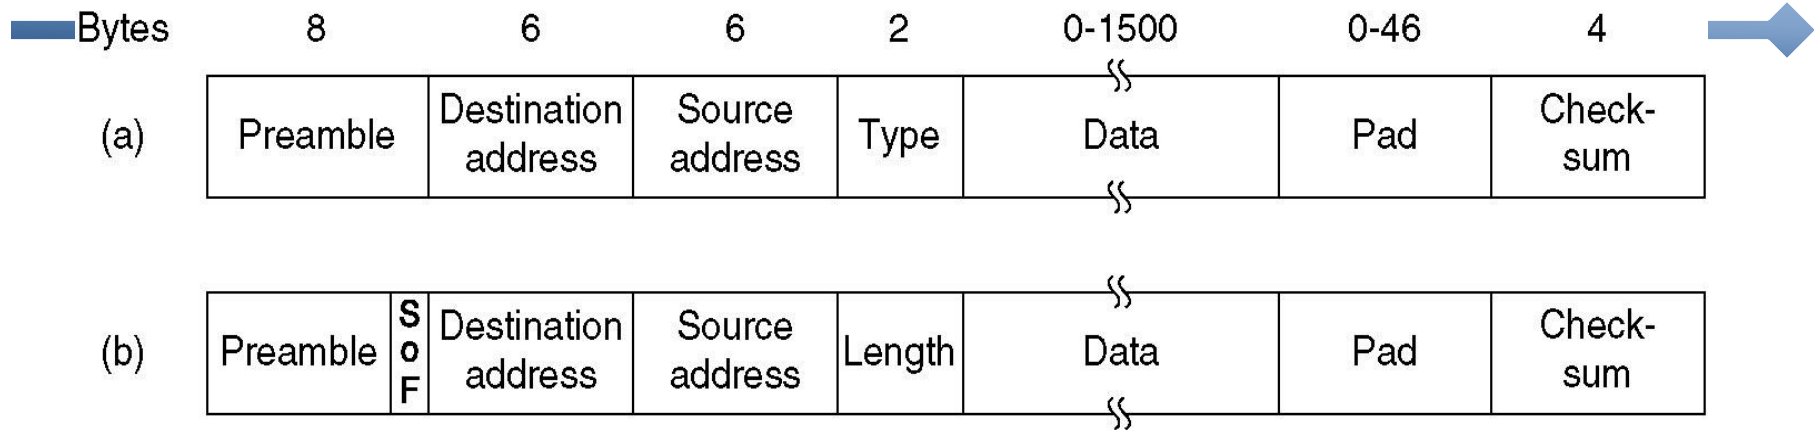 Bytes 8 6 6 2 0-1500 0-46 4
(a) Preamble Destination address Source address Type Data Pad Check-sum
(b) Preamble SoF Destination address Source address Length Data Pad Check-sum